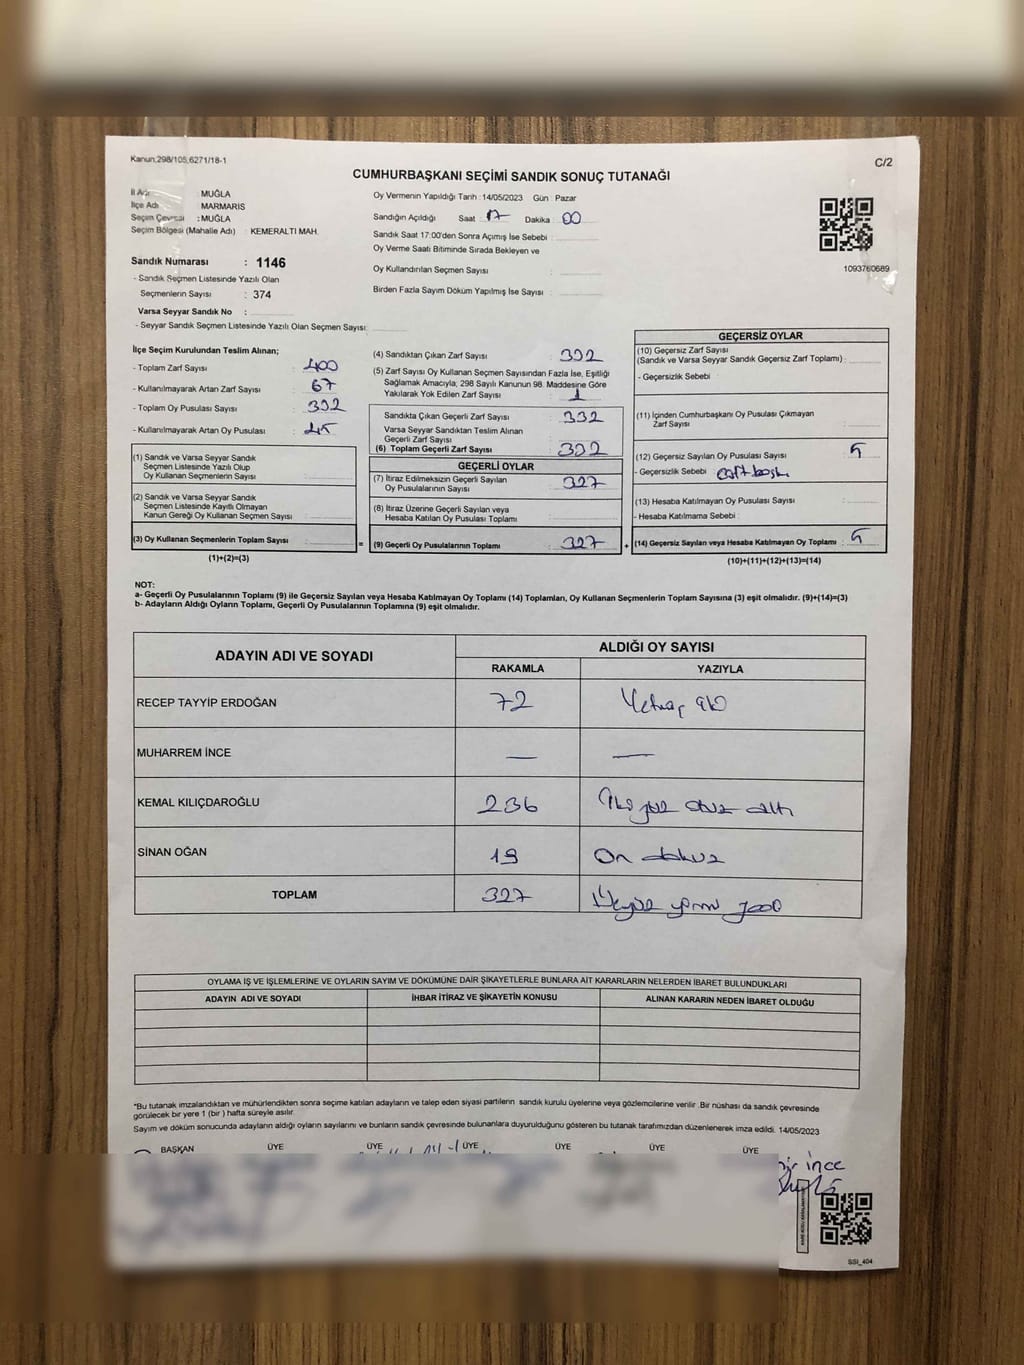 Kanun:298/105,6271/18-1
C/2
CUMHURBAŞKANI SEÇİMİ SANDIK SONUÇ TUTANAĞI
İl Adı MUĞLA
İlçe Adı MARMARİS
Seçim Çevresi : MUĞLA
Seçim Bölgesi (Mahalle Adı) : KEMERALTI MAH.
Sandık Numarası : 1146
- Sandık Seçmen Listesinde Yazılı Olan
Seçmenlerin Sayısı : 374
Varsa Seyyar Sandık No :
- Seyyar Sandık Seçmen Listesinde Yazılı Olan Seçmen Sayısı:
Oy Vermenin Yapıldığı Tarih :14/05/2023 Gün Pazar
Sandığın Açıldığı Saat 17 Dakika 00
Sandık Saat 17:00'den Sonra Açılmış İse Sebebi :
Oy Verme Saati Bitiminde Sırada Bekleyen ve
Oy Kullandırılan Seçmen Sayısı :
Birden Fazla Sayım Döküm Yapılmış İse Sayısı :
1093760689
İlçe Seçim Kurulundan Teslim Alınan;
- Toplam Zarf Sayısı : 400
- Kullanılmayarak Artan Zarf Sayısı : 67
- Toplam Oy Pusulası Sayısı : 392
- Kullanılmayarak Artan Oy Pusulası :
(1) Sandık ve Varsa Seyyar Sandık
Seçmen Listesinde Yazılı Olup
Oy Kullanan Seçmenlerin Sayısı :
(2) Sandık ve Varsa Seyyar Sandık
Seçmen Listesinde Kayıtlı Olmayan
Kanun Gereği Oy Kullanan Seçmen Sayısı :
(3) Oy Kullanan Seçmenlerin Toplam Sayısı :
(1)+(2)=(3)
(4) Sandıktan Çıkan Zarf Sayısı : 332
(5) Zarf Sayısı Oy Kullanan Seçmen Sayısından Fazla İse, Eşitliği
Sağlamak Amacıyla, 298 Sayılı Kanunun 98. Maddesine Göre
Yakılarak Yok Edilen Zarf Sayısı : 1
Sandıkta Çıkan Geçerli Zarf Sayısı : 332
Varsa Seyyar Sandıktan Teslim Alınan
Geçerli Zarf Sayısı :
(6) Toplam Geçerli Zarf Sayısı : 332
GEÇERLİ OYLAR
(7) İtiraz Edilmeksizin Geçerli Sayılan
Oy Pusulalarının Sayısı : 327
(8) İtiraz Üzerine Geçerli Sayılan veya
Hesaba Katılan Oy Pusulası Toplamı :
= (9) Geçerli Oy Pusulalarının Toplamı : 327
GEÇERSİZ OYLAR
(10) Geçersiz Zarf Sayısı
(Sandık ve Varsa Seyyar Sandık Geçersiz Zarf Toplamı) :
- Geçersizlik Sebebi :
(11) İçinden Cumhurbaşkanı Oy Pusulası Çıkmayan
Zarf Sayısı :
(12) Geçersiz Sayılan Oy Pusulası Sayısı : 5
- Geçersizlik Sebebi :
(13) Hesaba Katılmayan Oy Pusulası Sayısı :
- Hesaba Katılmama Sebebi :
+ (14) Geçersiz Sayılan veya Hesaba Katılmayan Oy Toplamı : 5
(10)+(11)+(12)+(13)=(14)
NOT:
a- Geçerli Oy Pusulalarının Toplamı (9) ile Geçersiz Sayılan veya Hesaba Katılmayan Oy Toplamı (14) Toplamları, Oy Kullanan Seçmenlerin Toplam Sayısına (3) eşit olmalıdır. (9)+(14)=(3)
b- Adayların Aldığı Oyların Toplamı, Geçerli Oy Pusulalarının Toplamına (9) eşit olmalıdır.
ADAYIN ADI VE SOYADI
ALDIĞI OY SAYISI
RAKAMLA YAZIYLA
RECEP TAYYİP ERDOĞAN 72 Yetmiş iki
MUHARREM İNCE — —
KEMAL KILIÇDAROĞLU 236 İki yüz otuz altı
SİNAN OĞAN 19 On dokuz
TOPLAM 327 Üçyüz yirmi yedi
OYLAMA İŞ VE İŞLEMLERİNE VE OYLARIN SAYIM VE DÖKÜMÜNE DAİR ŞİKAYETLERLE BUNLARA AİT KARARLARIN NELERDEN İBARET BULUNDUKLARI
ADAYIN ADI VE SOYADI İHBAR İTİRAZ VE ŞİKAYETİN KONUSU ALINAN KARARIN NEDEN İBARET OLDUĞU
*Bu tutanak imzalandıktan ve mühürlendikten sonra seçime katılan adayların ve talep eden siyasi partilerin sandık kurulu üyelerine veya gözlemcilerine verilir. Bir nüshası da sandık çevresinde
görülecek bir yere 1 (bir) hafta süreyle asılır.
Sayım ve döküm sonucunda adayların aldığı oyların sayılarını ve bunların sandık çevresinde bulunanlara duyurulduğunu gösteren bu tutanak tarafımızdan düzenlenerek imza edildi. 14/05/2023
BAŞKAN ÜYE ÜYE ÜYE ÜYE ÜYE ÜYE
ince
SSİ_404